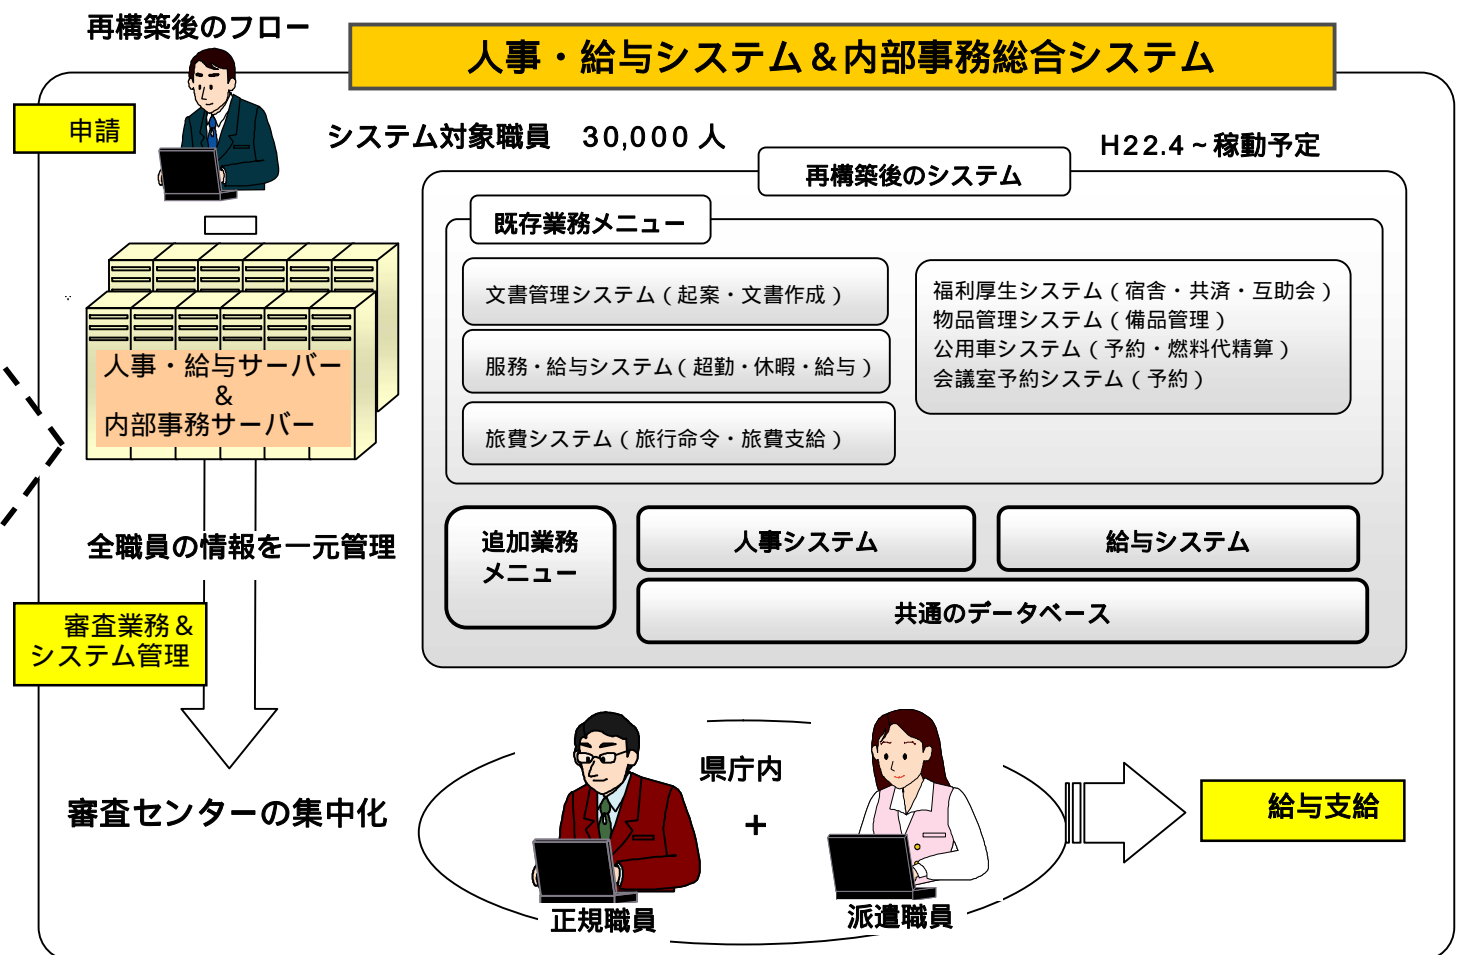 再構築後のフロー
人事・給与システム＆内部事務総合システム
申請
システム対象職員　30,000 人
H22.4～稼動予定
再構築後のシステム
既存業務メニュー
文書管理システム（起案・文書作成）
服務・給与システム（超勤・休暇・給与）
旅費システム（旅行命令・旅費支給）
福利厚生システム（宿舎・共済・互助会）
物品管理システム（備品管理）
公用車システム（予約・燃料代精算）
会議室予約システム（予約）
人事・給与サーバー
＆
内部事務サーバー
全職員の情報を一元管理
追加業務
メニュー
人事システム
給与システム
共通のデータベース
審査業務＆
システム管理
審査センターの集中化
県庁内
＋
正規職員
派遣職員
給与支給